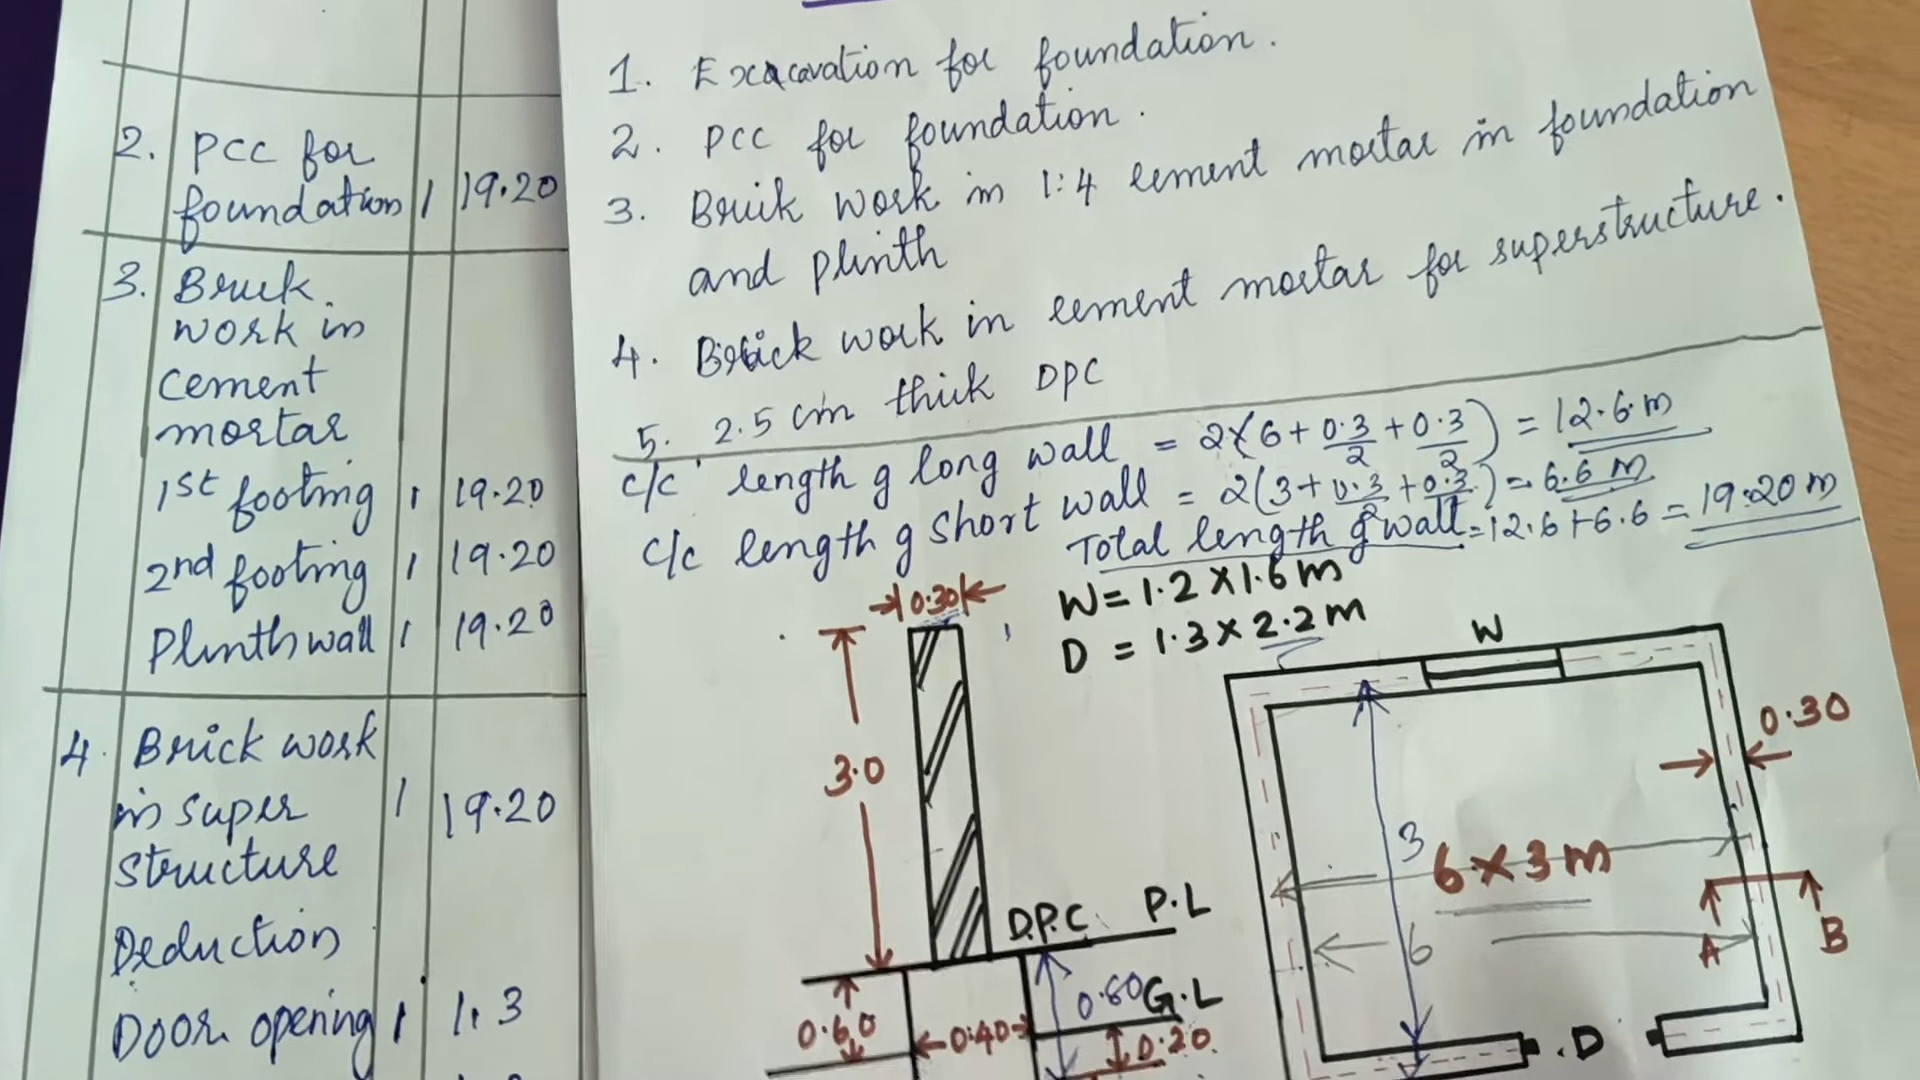 2. PCC for
foundation 1 19.20
3. Brick
work in
cement
mortar
1st footing 1 19.20
2nd footing 1 19.20
Plinth wall 1 19.20
4. Brick work
in super 1 19.20
structure
Deduction
Door opening 1 1.3
1. Excavation for foundation.
2. PCC for foundation.
3. Brick work in 1:4 cement mortar in foundation
and plinth
4. Brick work in cement mortar for superstructure.
5. 2.5 cm thick DPC
c/c length of long wall = 2(6 + 0.3/2 + 0.3/2) = 12.6 m
c/c length of short wall = 2(3 + 0.3/2 + 0.3/2) = 6.6 m
Total length of wall = 12.6 + 6.6 = 19.20 m
W = 1.2 × 1.6 m
D = 1.3 × 2.2 m
0.30
3.0
D.P.C
P.L
0.60
0.40
G.L
0.20
W
0.30
3
6 × 3 m
6
A
B
D